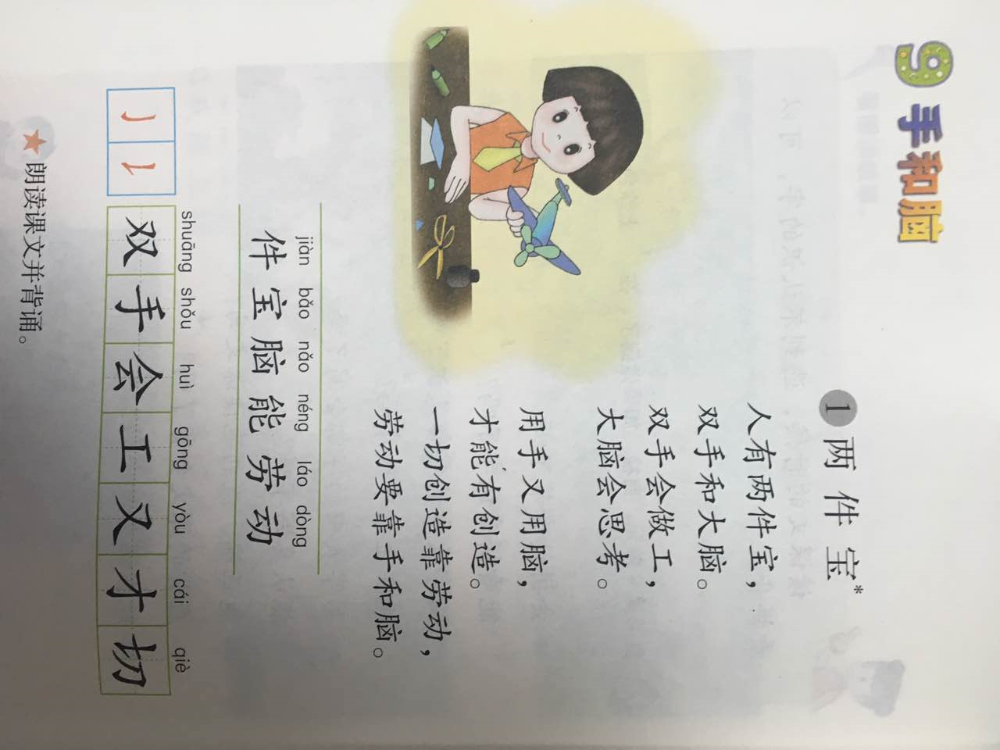 9 手和脑
1 两件宝*
人有两件宝，
双手和大脑。
双手会做工，
大脑会思考。
用手又用脑，
才能有创造。
一切创造靠劳动，
劳动要靠手和脑。
jiàn bǎo nǎo néng láo dòng
件 宝 脑 能 劳 动
shuāng shǒu huì gōng yòu cái qiè
双 手 会 工 又 才 切
朗读课文并背诵。